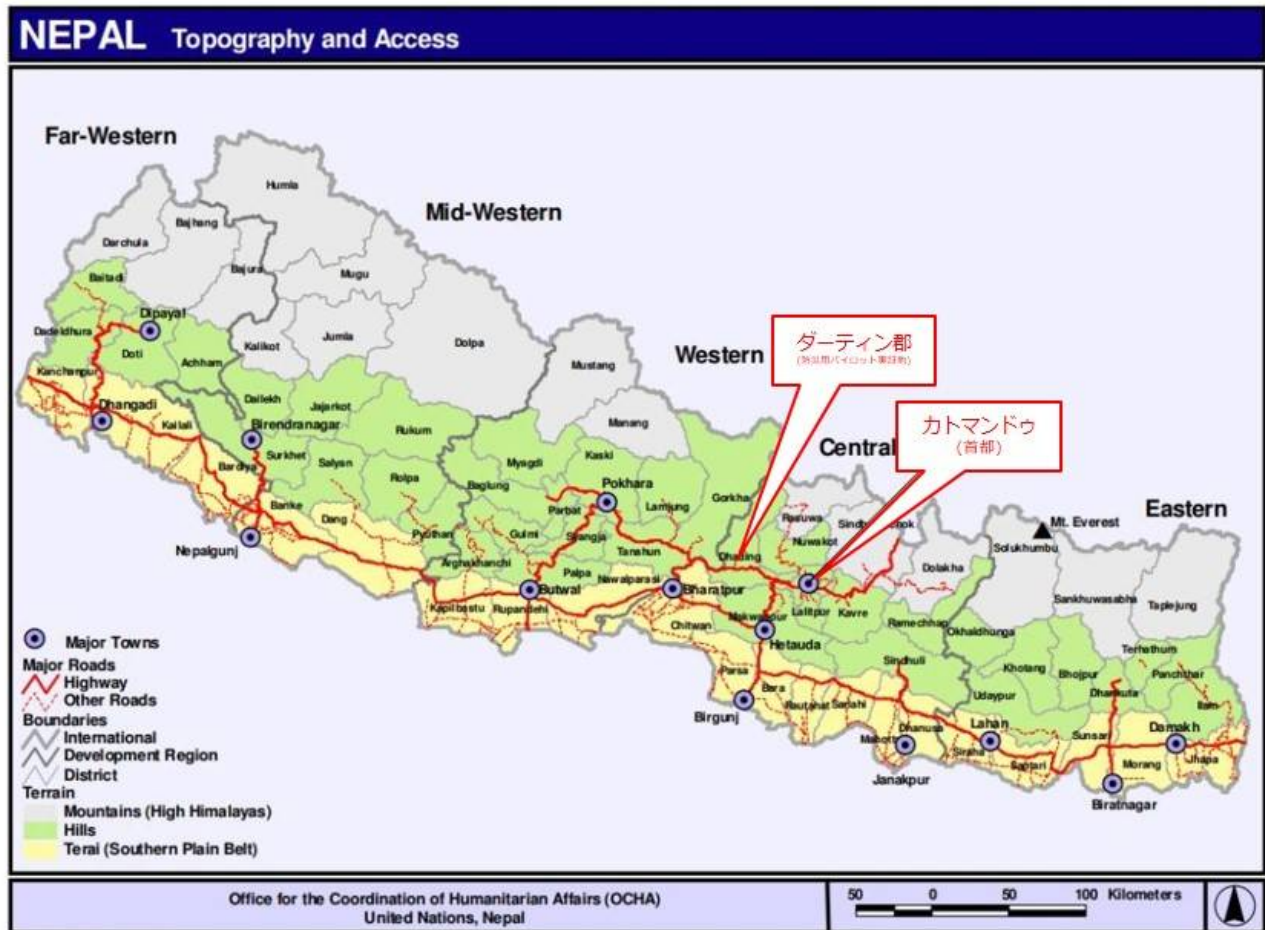 NEPAL Topography and Access
Far-Western
Humla
Mid-Western
Bajhang
Darchula
Bajura
Mugu
Baitadi
Dipayal
Dadeldhura
Doti
Achham
Kalikot
Jumla
Dolpa
ダーティン郡
Western
Mustang
Kanchanpur
Dhangadi
Kailali
Dailekh
Jajarkot
Birendranagar
Rukum
Manang
カトマンドゥ
(首都)
Central
Surkhet
Salyan
Rolpa
Bardiya
Myagdi
Kaski
Baglung
Pokhara
Gorkha
Eastern
Banke
Dang
Parbat
Lamjung
Rasuwa
Mt. Everest
Nepalgunj
Pyuthan
Gulmi
Syangja
Nuwakot
Solukhumbu
Arghakhanchi
Tanahun
Dhading
Dolakha
Palpa
Nawalparasi
Sankhuwasabha
Taplejung
Butwal
Bharatpur
Kapilbastu
Rupandehi
Lalitpur
Kavre
Chitwan
Makwanpur
Ramechhap
Okhaldhunga
Hetauda
Terhathum
Sindhuli
Khotang
Bhojpur
Panchthar
Parsa
Bara
Udaypur
Dhankuta
Ilam
Birgunj
Rautahat
Sarlahi
Dhanusa
Lahan
Sunsari
Damakh
Siraha
Saptari
Morang
Jhapa
Janakpur
Biratnagar
Major Towns
Major Roads
Highway
Other Roads
Boundaries
International
Development Region
District
Terrain
Mountains (High Himalayas)
Hills
Terai (Southern Plain Belt)
Office for the Coordination of Humanitarian Affairs (OCHA)
United Nations, Nepal
50 0 50 100 Kilometers